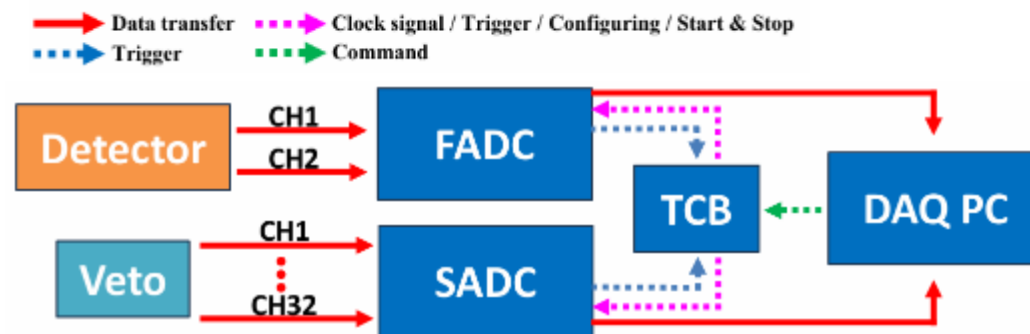 Data transfer
Clock signal / Trigger / Configuring / Start & Stop
Trigger
Command
Detector
CH1
CH2
FADC
TCB
DAQ PC
Veto
CH1
CH32
SADC